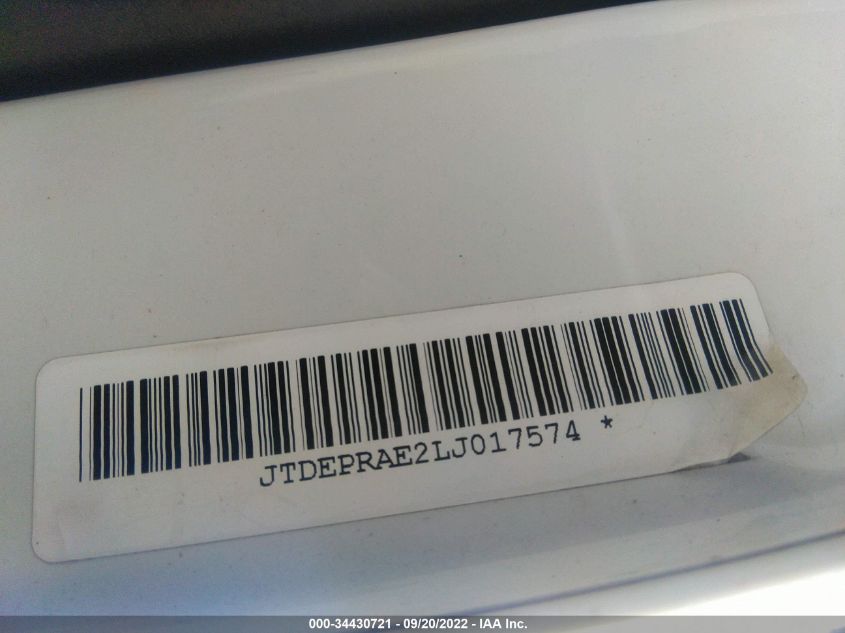 JTDEPRAE2LJ017574 *
000-34430721 - 09/20/2022 - IAA Inc.